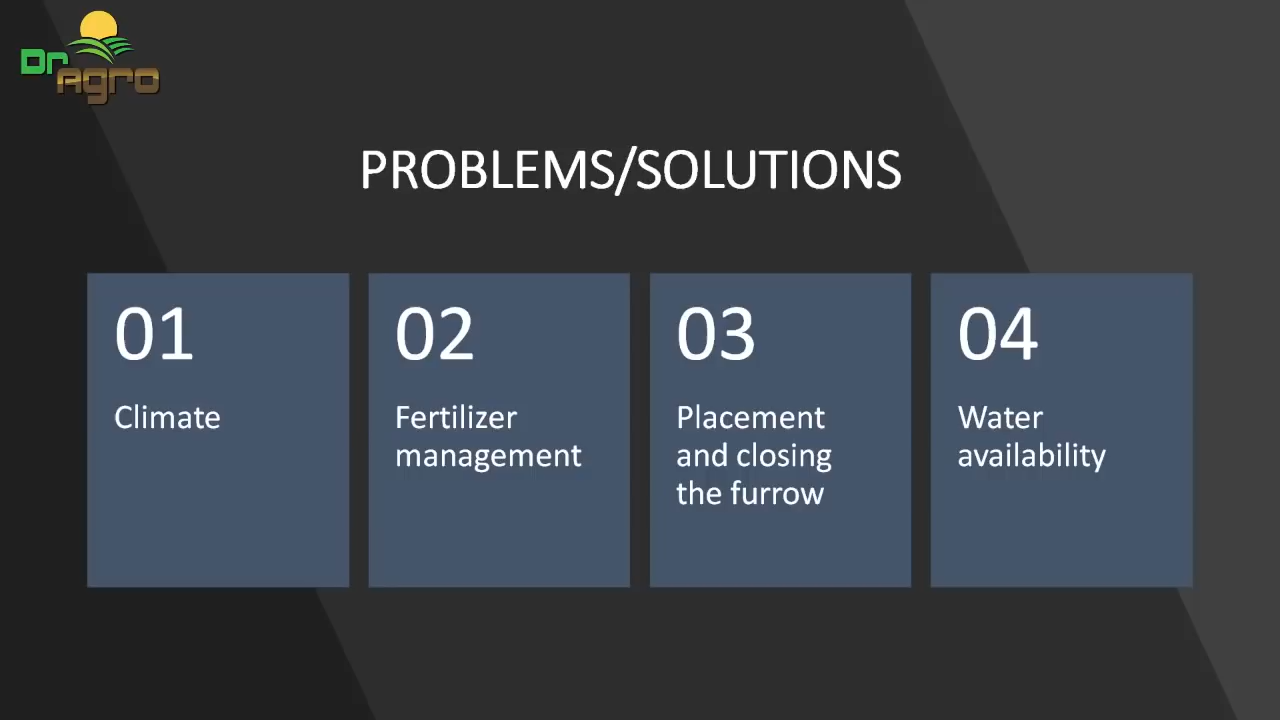 Dr
Agro
PROBLEMS/SOLUTIONS
01
Climate
02
Fertilizer
management
03
Placement
and closing
the furrow
04
Water
availability